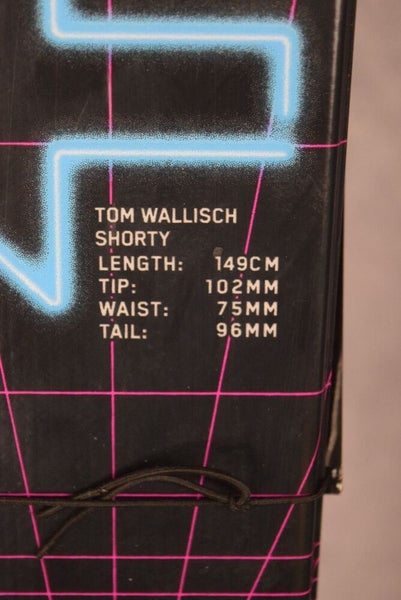 TOM WALLISCH
SHORTY
LENGTH: 149CM
TIP: 102MM
WAIST: 75MM
TAIL: 96MM